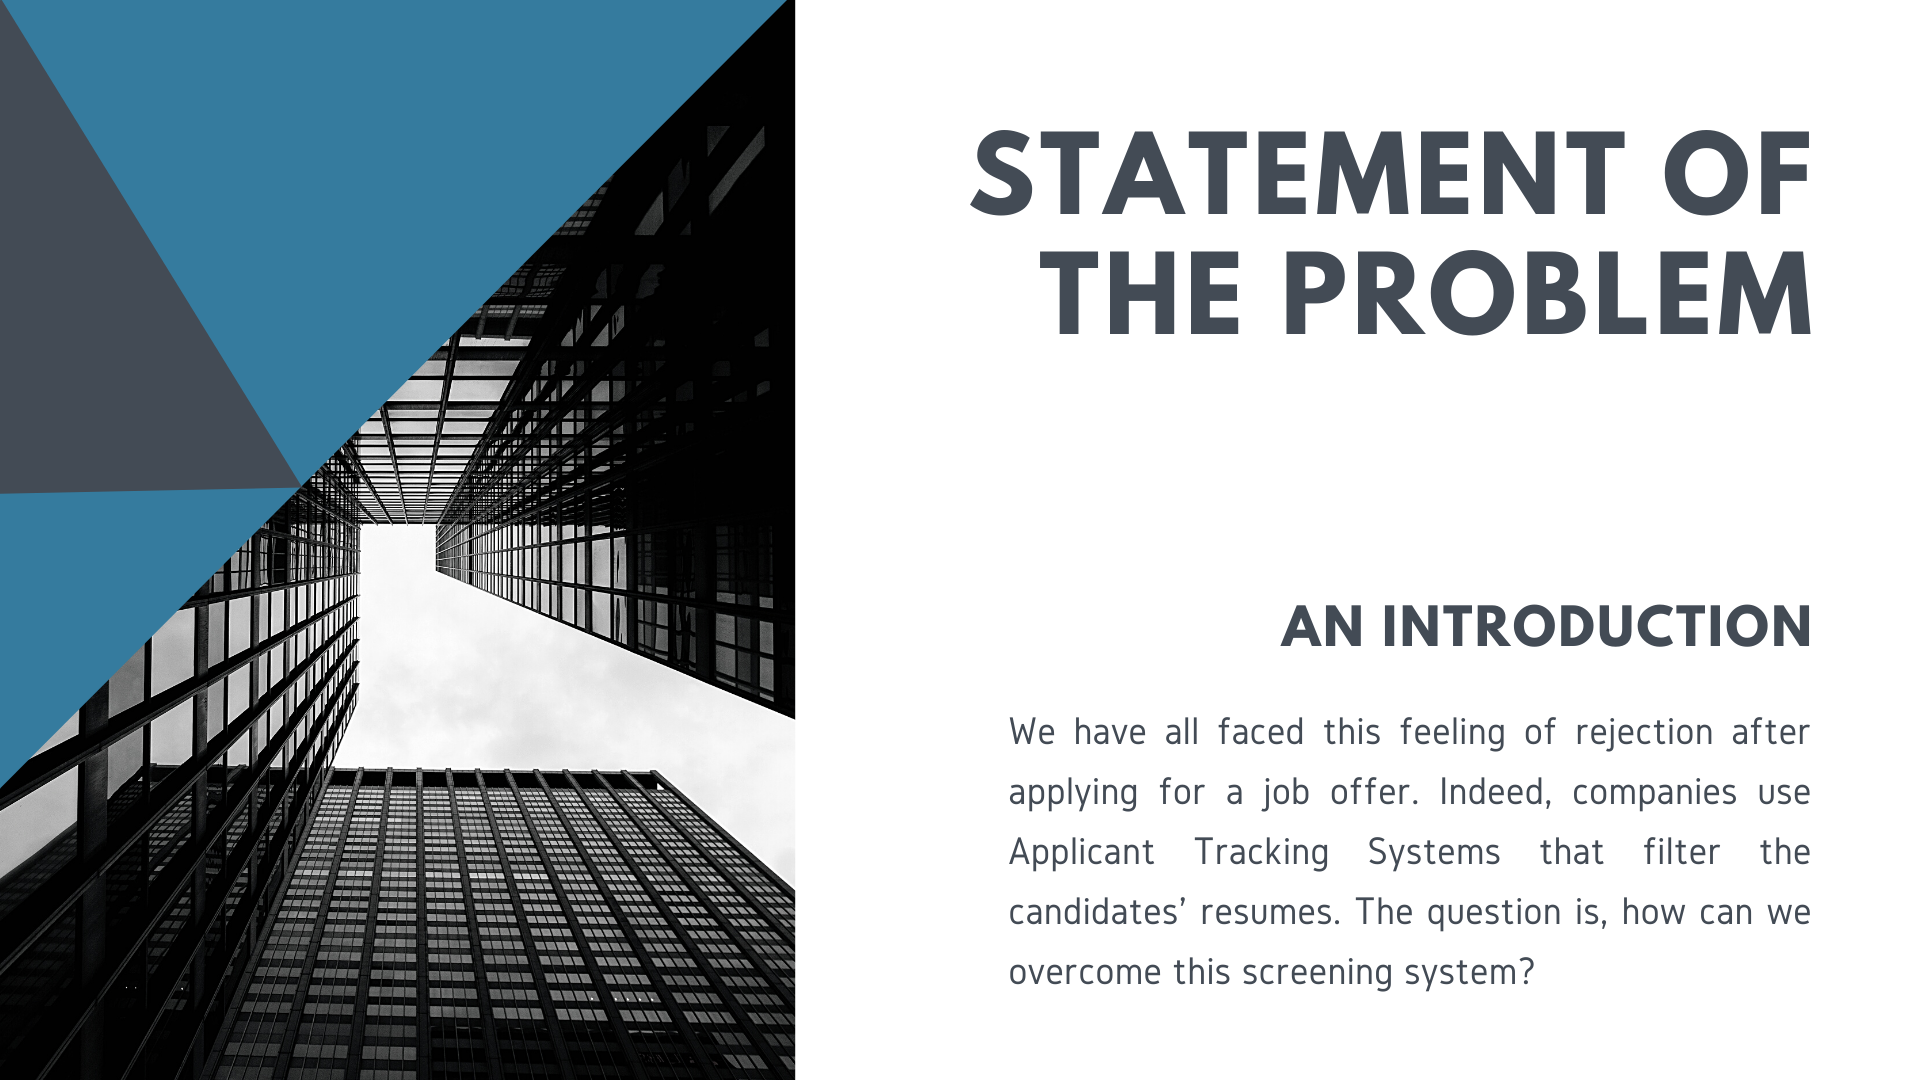 STATEMENT OF
THE PROBLEM
AN INTRODUCTION
We have all faced this feeling of rejection after
applying for a job offer. Indeed, companies use
Applicant Tracking Systems that filter the
candidates’ resumes. The question is, how can we
overcome this screening system?